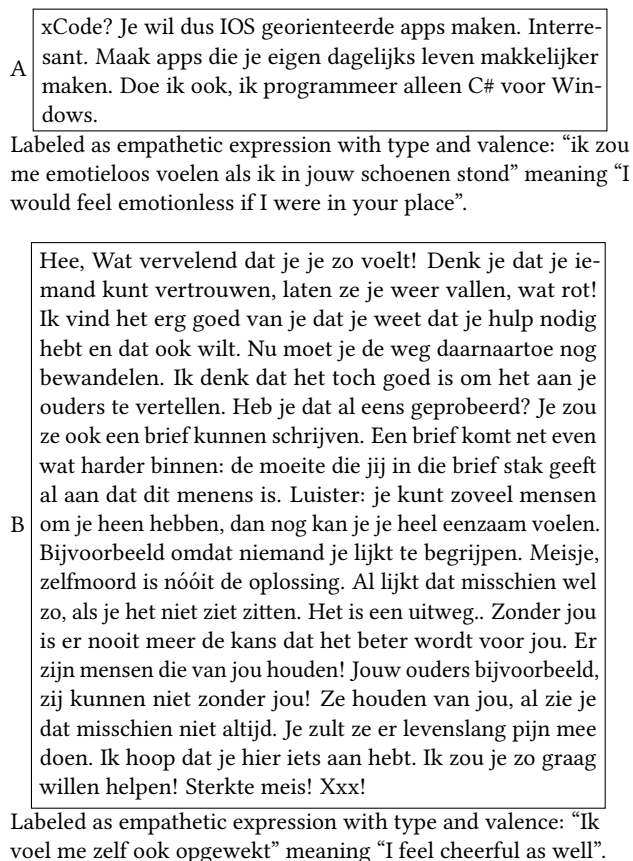 xCode? Je wil dus IOS georienteerde apps maken. Interre-
sant. Maak apps die je eigen dagelijks leven makkelijker
A
maken. Doe ik ook, ik programmeer alleen C# voor Win-
dows.
Labeled as empathetic expression with type and valence: “ik zou
me emotieloos voelen als ik in jouw schoenen stond” meaning “I
would feel emotionless if I were in your place”.
Hee, Wat vervelend dat je je zo voelt! Denk je dat je ie-
mand kunt vertrouwen, laten ze je weer vallen, wat rot!
Ik vind het erg goed van je dat je weet dat je hulp nodig
hebt en dat ook wilt. Nu moet je de weg daarnaartoe nog
bewandelen. Ik denk dat het toch goed is om het aan je
ouders te vertellen. Heb je dat al eens geprobeerd? Je zou
ze ook een brief kunnen schrijven. Een brief komt net even
wat harder binnen: de moeite die jij in die brief stak geeft
al aan dat dit menens is. Luister: je kunt zoveel mensen
B om je heen hebben, dan nog kan je je heel eenzaam voelen.
Bijvoorbeeld omdat niemand je lijkt te begrijpen. Meisje,
zelfmoord is nóóit de oplossing. Al lijkt dat misschien wel
zo, als je het niet ziet zitten. Het is een uitweg.. Zonder jou
is er nooit meer de kans dat het beter wordt voor jou. Er
zijn mensen die van jou houden! Jouw ouders bijvoorbeeld,
zij kunnen niet zonder jou! Ze houden van jou, al zie je
dat misschien niet altijd. Je zult ze er levenslang pijn mee
doen. Ik hoop dat je hier iets aan hebt. Ik zou je zo graag
willen helpen! Sterkte meis! Xxx!
Labeled as empathetic expression with type and valence: “Ik
voel me zelf ook opgewekt” meaning “I feel cheerful as well”.